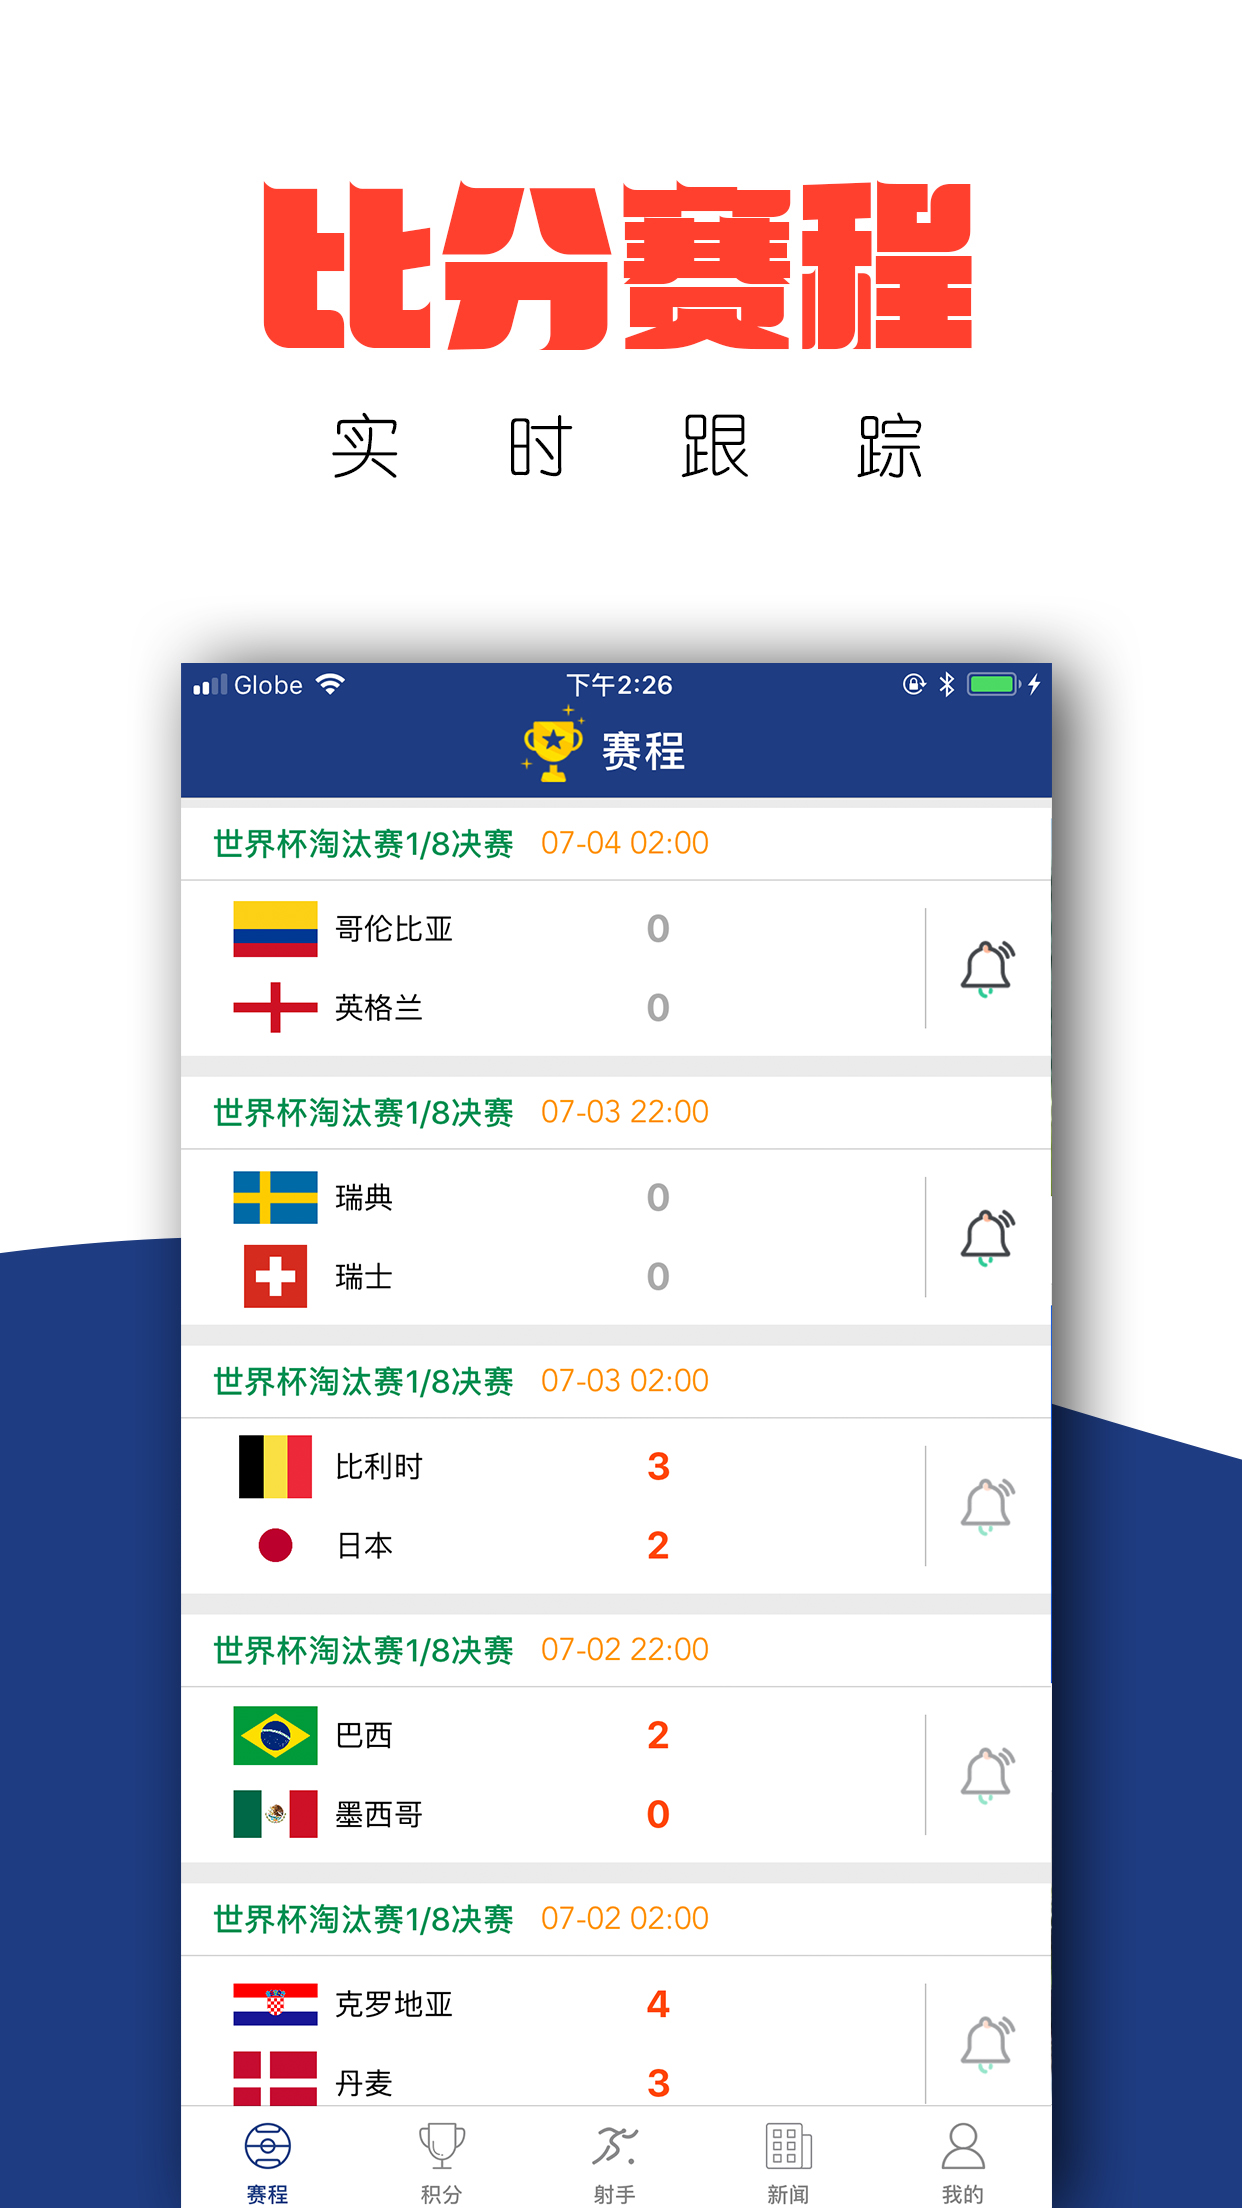 比分赛程
实时跟踪
Globe 下午2:26
赛程
世界杯淘汰赛1/8决赛 07-04 02:00
哥伦比亚 0
英格兰 0
世界杯淘汰赛1/8决赛 07-03 22:00
瑞典 0
瑞士 0
世界杯淘汰赛1/8决赛 07-03 02:00
比利时 3
日本 2
世界杯淘汰赛1/8决赛 07-02 22:00
巴西 2
墨西哥 0
世界杯淘汰赛1/8决赛 07-02 02:00
克罗地亚 4
丹麦 3
赛程 积分 射手 新闻 我的